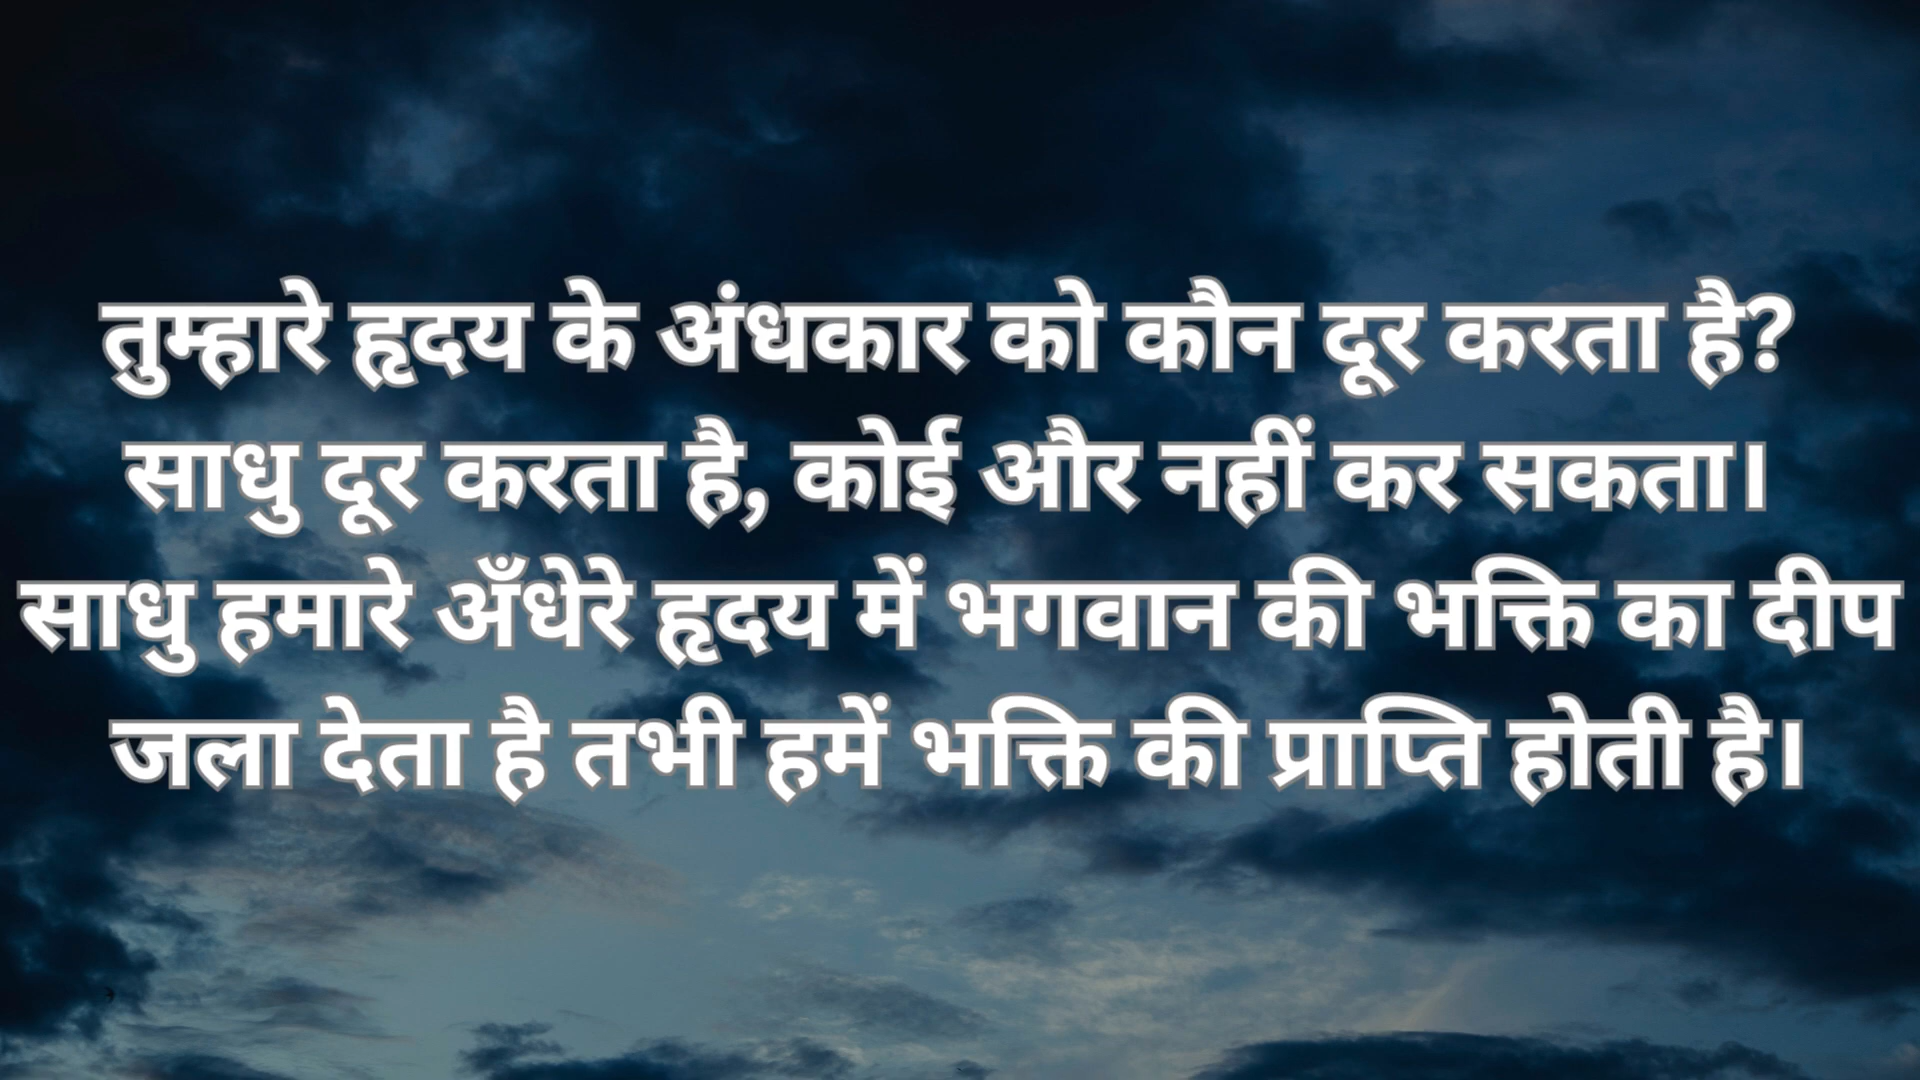 तुम्हारे हृदय के अंधकार को कौन दूर करता है?
साधु दूर करता है, कोई और नहीं कर सकता।
साधु हमारे अँधेरे हृदय में भगवान की भक्ति का दीप
जला देता है तभी हमें भक्ति की प्राप्ति होती है।